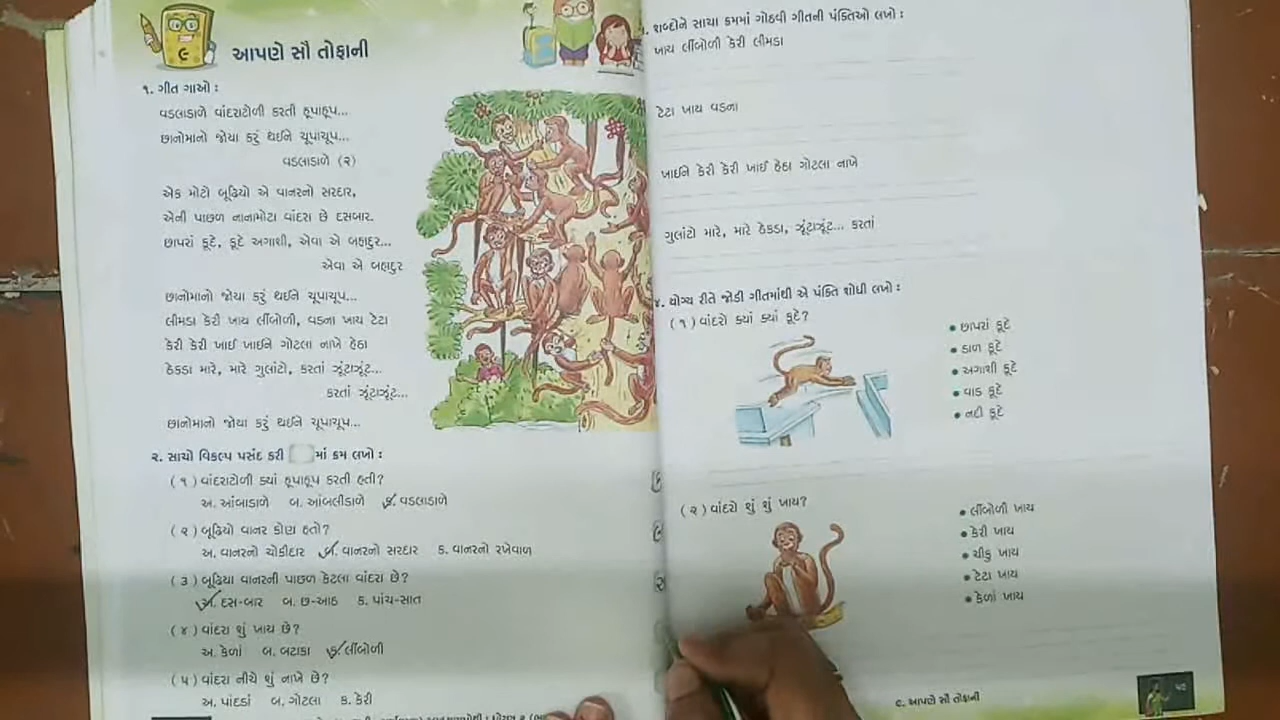 ૯
આપણે સૌ તોફાની
૧. ગીત ગાઓ :
વડલાડાળે વાંદરાટોળી કરતી હૂપાહૂપ...
છાનોમાનો જોયા કરું થઈને ચૂપાચૂપ...
વડલાડાળે (૨)
એક મોટો બૂઢિયો એ વાનરનો સરદાર,
એની પાછળ નાનામોટા વાંદરા છે દસબાર.
છાપરાં કૂદે, કૂદે અગાશી, એવા એ બહાદુર...
એવા એ બહાદુર
છાનોમાનો જોયા કરું થઈને ચૂપાચૂપ...
લીમડા કેરી ખાય લીંબોળી, વડના ખાય ટેટા
કેરી કેરી ખાઈ ખાઈને ગોટલા નાખે હેઠા
ઠેકડા મારે, મારે ગુલાંટો, કરતાં ઝૂંટાઝૂંટ...
કરતાં ઝૂંટાઝૂંટ...
છાનોમાનો જોયા કરું થઈને ચૂપાચૂપ...
૨. સાચો વિકલ્પ પસંદ કરી માં ક્રમ લખો :
(૧) વાંદરાટોળી ક્યાં હૂપાહૂપ કરતી હતી?
અ. આંબાડાળે બ. આંબલીડાળે ક. વડલાડાળે
(૨) બૂઢિયો વાનર કોણ હતો?
અ. વાનરનો ચોકીદાર બ. વાનરનો સરદાર ક. વાનરનો રખેવાળ
(૩) બૂઢિયા વાનરની પાછળ કેટલા વાંદરા છે?
અ. દસ-બાર બ. છ-આઠ ક. પાંચ-સાત
(૪) વાંદરા શું ખાય છે?
અ. કેળાં બ. બટાકા ક. લીંબોળી
(૫) વાંદરા નીચે શું નાખે છે?
અ. પાંદડાં બ. ગોટલા ક. કેરી
શબ્દોને સાચા ક્રમમાં ગોઠવી ગીતની પંક્તિઓ લખો :
ખાય લીંબોળી કેરી લીમડા
ટેટા ખાય વડના
ખાઈને કેરી કેરી ખાઈ હેઠા ગોટલા નાખે
ગુલાંટો મારે, મારે ઠેકડા, ઝૂંટાઝૂંટ... કરતાં
૪. યોગ્ય રીતે જોડી ગીતમાંથી એ પંક્તિ શોધી લખો :
(૧) વાંદરો ક્યાં ક્યાં કૂદે?
• છાપરાં કૂદે
• ડાળ કૂદે
• અગાશી કૂદે
• વાડ કૂદે
• નદી કૂદે
(૨) વાંદરો શું શું ખાય?
• લીંબોળી ખાય
• કેરી ખાય
• ચીકુ ખાય
• ટેટા ખાય
• કેળાં ખાય
૯. આપણે સૌ તોફાની